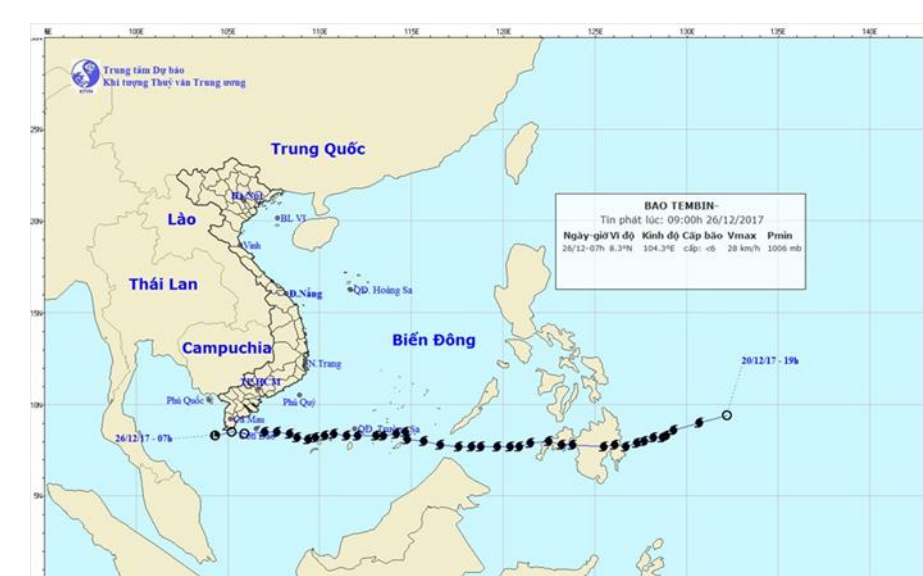 100E 105E 110E 115E 120E 125E 130E 135E 140E
Trung tâm Dự báo
Khí tượng Thuỷ văn Trung ương
25N
Trung Quốc
Hà Nội
Lào
BL VI
20N
Vinh
BAO TEMBIN-
Tin phát lúc: 09:00h 26/12/2017
Ngày-giờ Vĩ độ Kinh độ Cấp bão Vmax Pmin
26/12-07h 8.3ºN 104.3ºE cấp: <6 28 km/h 1006 mb
Thái Lan
Đ.Nẵng
QĐ. Hoàng Sa
15N
Biển Đông
Campuchia
N.Trang
20/12/17 - 19h
TP.HCM
Phú Quốc
Phú Quý
10N
Cà Mau
26/12/17 - 07h
Côn Đảo
QĐ. Trường Sa
5N